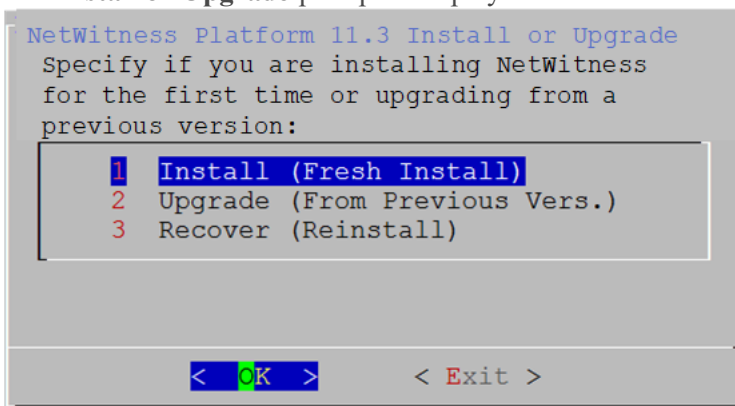 NetWitness Platform 11.3 Install or Upgrade
Specify if you are installing NetWitness
for the first time or upgrading from a
previous version:
1 Install (Fresh Install)
2 Upgrade (From Previous Vers.)
3 Recover (Reinstall)
< OK > < Exit >